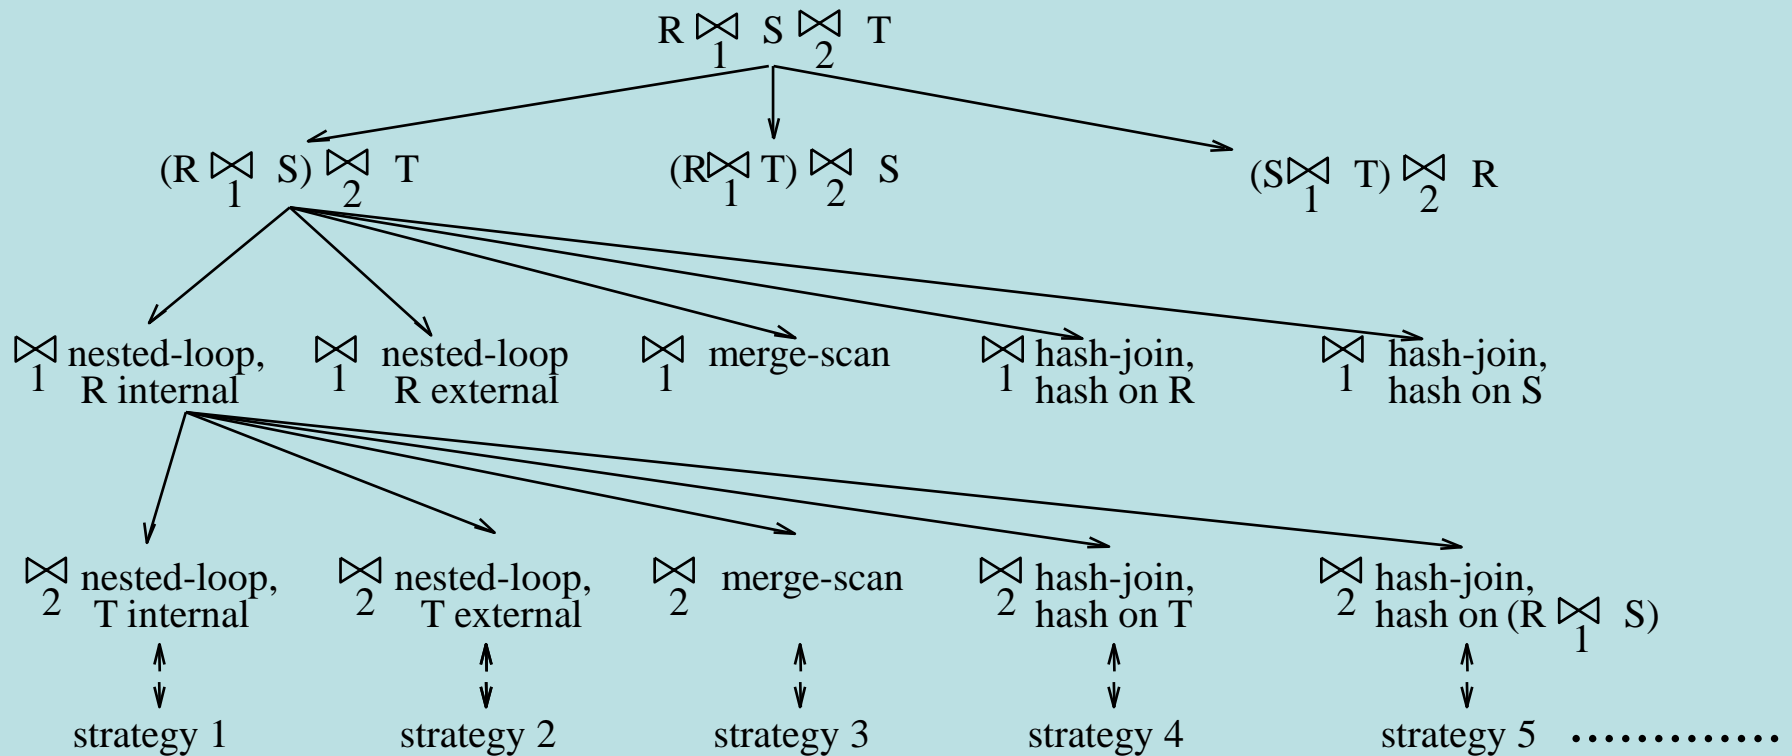 R ⋈1 S ⋈2 T
(R ⋈1 S) ⋈2 T
(R ⋈1 T) ⋈2 S
(S ⋈1 T) ⋈2 R
⋈1 nested-loop,
R internal
⋈1 nested-loop
R external
⋈1 merge-scan
⋈1 hash-join,
hash on R
⋈1 hash-join,
hash on S
⋈2 nested-loop,
T internal
⋈2 nested-loop,
T external
⋈2 merge-scan
⋈2 hash-join,
hash on T
⋈2 hash-join,
hash on (R ⋈1 S)
strategy 1
strategy 2
strategy 3
strategy 4
strategy 5 .............